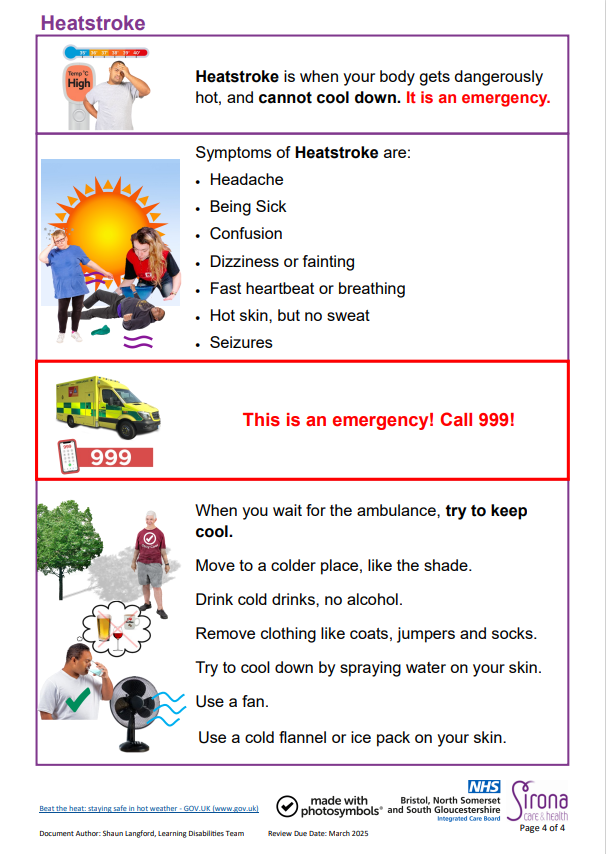 Heatstroke
35° 36° 37° 38° 39° 40°
Temp °C
High
Heatstroke is when your body gets dangerously
hot, and cannot cool down. It is an emergency.
Symptoms of Heatstroke are:
• Headache
• Being Sick
• Confusion
• Dizziness or fainting
• Fast heartbeat or breathing
• Hot skin, but no sweat
• Seizures
This is an emergency! Call 999!
999
999
When you wait for the ambulance, try to keep
cool.
Move to a colder place, like the shade.
Drink cold drinks, no alcohol.
Remove clothing like coats, jumpers and socks.
Try to cool down by spraying water on your skin.
Use a fan.
Use a cold flannel or ice pack on your skin.
Beat the heat: staying safe in hot weather - GOV.UK (www.gov.uk)
made with
photosymbols®
NHS
Bristol, North Somerset
and South Gloucestershire
Integrated Care Board
Sirona
care & health
Page 4 of 4
Document Author: Shaun Langford, Learning Disabilities Team Review Due Date: March 2025